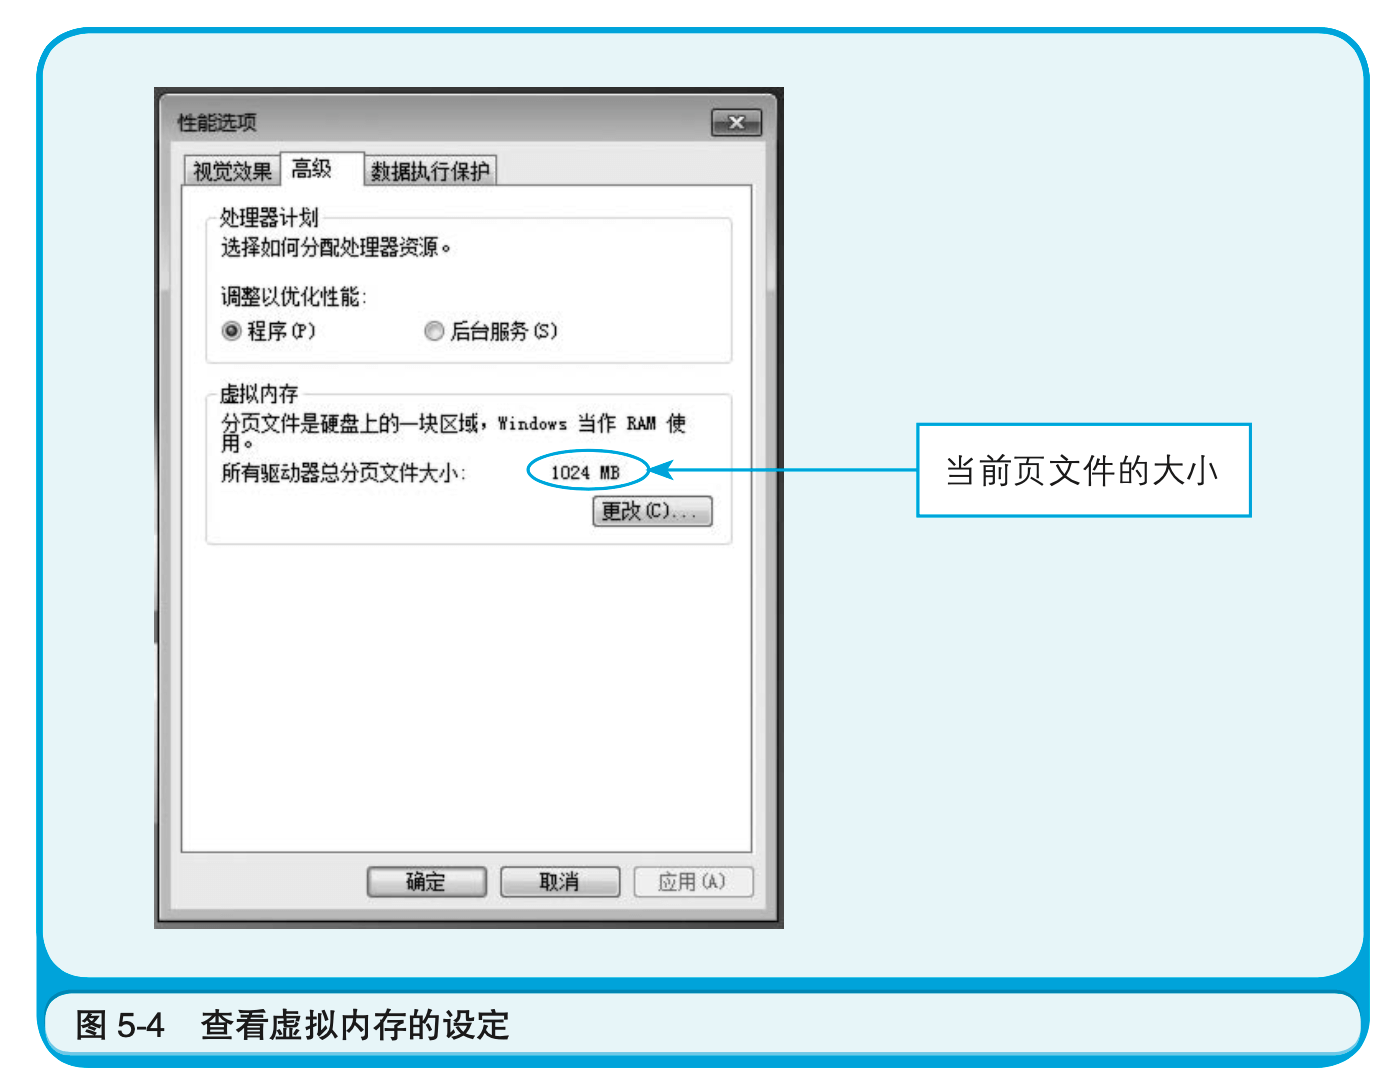 性能选项
视觉效果 高级 数据执行保护
处理器计划
选择如何分配处理器资源。
调整以优化性能:
程序(P) 后台服务(S)
虚拟内存
分页文件是硬盘上的一块区域，Windows 当作 RAM 使
用。
所有驱动器总分页文件大小: 1024 MB
当前页文件的大小
更改(C)...
确定 取消 应用(A)
图 5-4 查看虚拟内存的设定